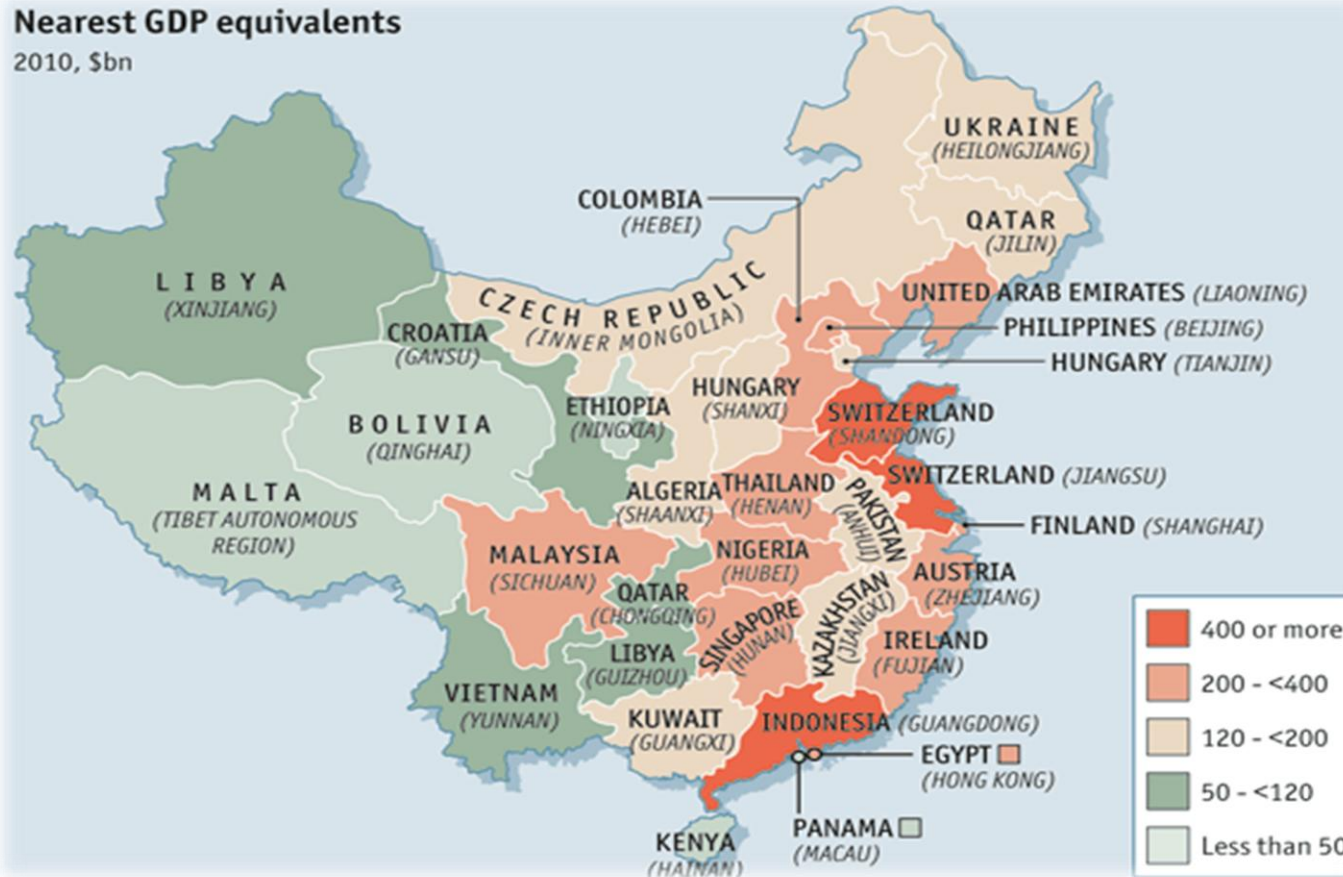 Nearest GDP equivalents
2010, $bn
UKRAINE
(HEILONGJIANG)
COLOMBIA
(HEBEI)
QATAR
(JILIN)
LIBYA
(XINJIANG)
CZECH REPUBLIC
(INNER MONGOLIA)
UNITED ARAB EMIRATES (LIAONING)
PHILIPPINES (BEIJING)
HUNGARY (TIANJIN)
CROATIA
(GANSU)
HUNGARY
(SHANXI)
ETHIOPIA
(NINGXIA)
SWITZERLAND
(SHANDONG)
BOLIVIA
(QINGHAI)
SWITZERLAND (JIANGSU)
MALTA
(TIBET AUTONOMOUS
REGION)
ALGERIA
(SHAANXI)
THAILAND
(HENAN)
PAKISTAN
(ANHUI)
FINLAND (SHANGHAI)
MALAYSIA
(SICHUAN)
NIGERIA
(HUBEI)
AUSTRIA
(ZHEJIANG)
QATAR
(CHONGQING)
SINGAPORE
(HUNAN)
KAZAKHSTAN
(JIANGXI)
IRELAND
(FUJIAN)
LIBYA
(GUIZHOU)
VIETNAM
(YUNNAN)
KUWAIT
(GUANGXI)
INDONESIA (GUANGDONG)
EGYPT
(HONG KONG)
PANAMA
(MACAU)
KENYA
(HAINAN)
400 or more
200 - <400
120 - <200
50 - <120
Less than 50